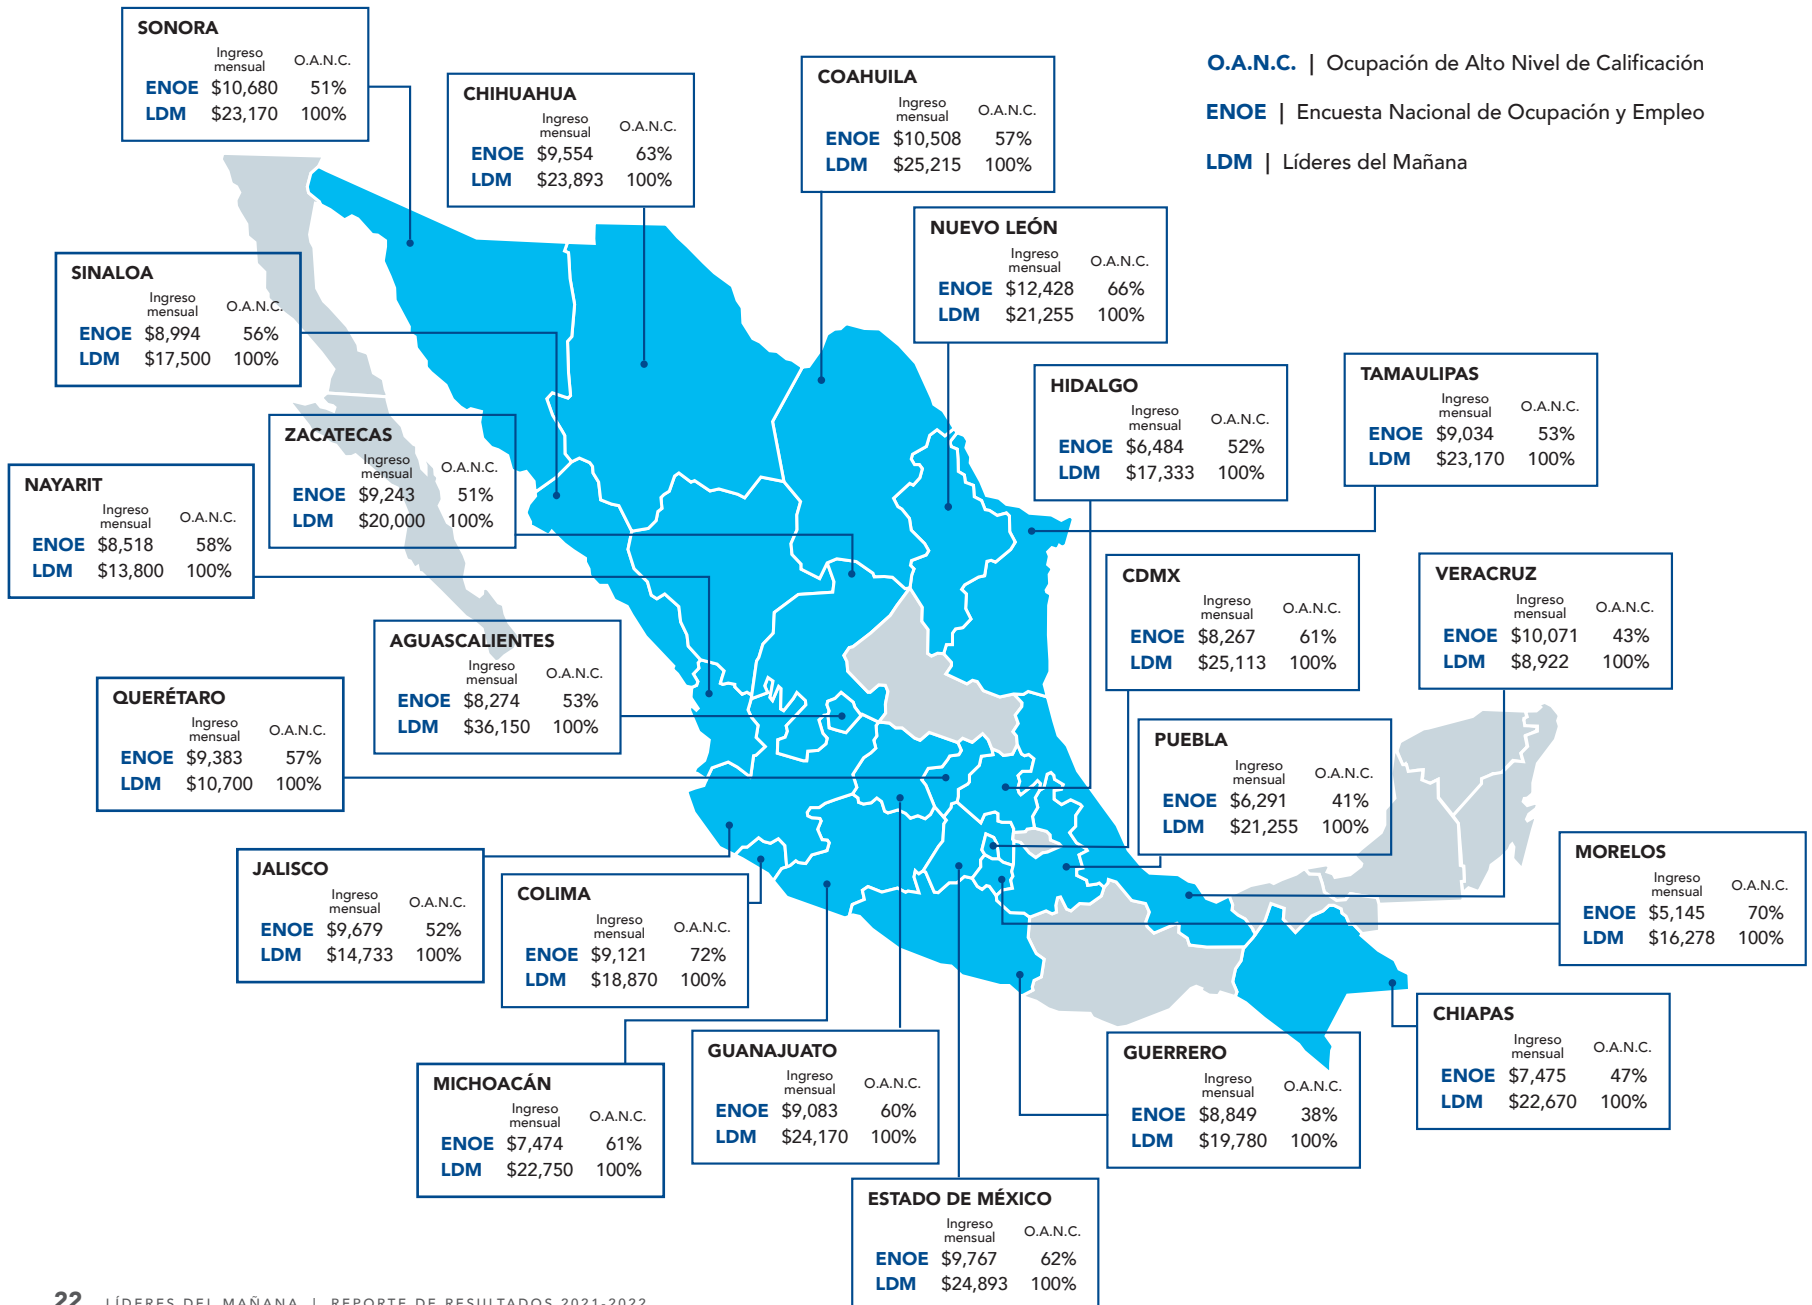 SONORA
Ingreso mensual O.A.N.C.
ENOE $10,680 51%
LDM $23,170 100%
CHIHUAHUA
Ingreso mensual O.A.N.C.
ENOE $9,554 63%
LDM $23,893 100%
COAHUILA
Ingreso mensual O.A.N.C.
ENOE $10,508 57%
LDM $25,215 100%
O.A.N.C. | Ocupación de Alto Nivel de Calificación
ENOE | Encuesta Nacional de Ocupación y Empleo
LDM | Líderes del Mañana
NUEVO LEÓN
Ingreso mensual O.A.N.C.
ENOE $12,428 66%
LDM $21,255 100%
SINALOA
Ingreso mensual O.A.N.C.
ENOE $8,994 56%
LDM $17,500 100%
HIDALGO
Ingreso mensual O.A.N.C.
ENOE $6,484 52%
LDM $17,333 100%
TAMAULIPAS
Ingreso mensual O.A.N.C.
ENOE $9,034 53%
LDM $23,170 100%
ZACATECAS
Ingreso mensual O.A.N.C.
ENOE $9,243 51%
LDM $20,000 100%
NAYARIT
Ingreso mensual O.A.N.C.
ENOE $8,518 58%
LDM $13,800 100%
CDMX
Ingreso mensual O.A.N.C.
ENOE $8,267 61%
LDM $25,113 100%
VERACRUZ
Ingreso mensual O.A.N.C.
ENOE $10,071 43%
LDM $8,922 100%
AGUASCALIENTES
Ingreso mensual O.A.N.C.
ENOE $8,274 53%
LDM $36,150 100%
QUERÉTARO
Ingreso mensual O.A.N.C.
ENOE $9,383 57%
LDM $10,700 100%
PUEBLA
Ingreso mensual O.A.N.C.
ENOE $6,291 41%
LDM $21,255 100%
MORELOS
Ingreso mensual O.A.N.C.
ENOE $5,145 70%
LDM $16,278 100%
JALISCO
Ingreso mensual O.A.N.C.
ENOE $9,679 52%
LDM $14,733 100%
COLIMA
Ingreso mensual O.A.N.C.
ENOE $9,121 72%
LDM $18,870 100%
CHIAPAS
Ingreso mensual O.A.N.C.
ENOE $7,475 47%
LDM $22,670 100%
GUANAJUATO
Ingreso mensual O.A.N.C.
ENOE $9,083 60%
LDM $24,170 100%
GUERRERO
Ingreso mensual O.A.N.C.
ENOE $8,849 38%
LDM $19,780 100%
MICHOACÁN
Ingreso mensual O.A.N.C.
ENOE $7,474 61%
LDM $22,750 100%
ESTADO DE MÉXICO
Ingreso mensual O.A.N.C.
ENOE $9,767 62%
LDM $24,893 100%
22 LÍDERES DEL MAÑANA | REPORTE DE RESULTADOS 2021-2022